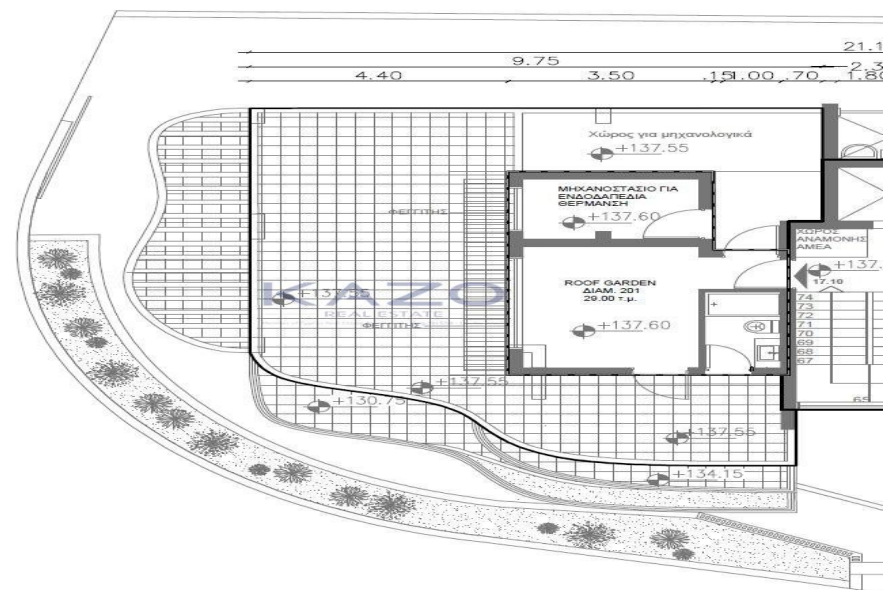 21.1
9.75
2.3
4.40
3.50
.15
1.00
.70
1.80
Χώρος για μηχανολογικά
+137.55
ΜΗΧΑΝΟΣΤΑΣΙΟ ΓΙΑ
ΕΝΔΟΔΑΠΕΔΙΑ
ΘΕΡΜΑΝΣΗ
+137.60
ΦΕΓΓΙΤΗΣ
ΧΩΡΟΣ
ΑΝΑΜΟΝΗΣ
ΑΜΕΑ
+137.
17.10
ROOF GARDEN
ΔΙΑΜ. 201
29.00 τ.μ.
+137.60
+137.55
KAZO
REAL ESTATE
ΦΕΓΓΙΤΗΣ
74
73
72
71
70
69
68
67
65
+137.55
+130.75
+137.55
+134.15